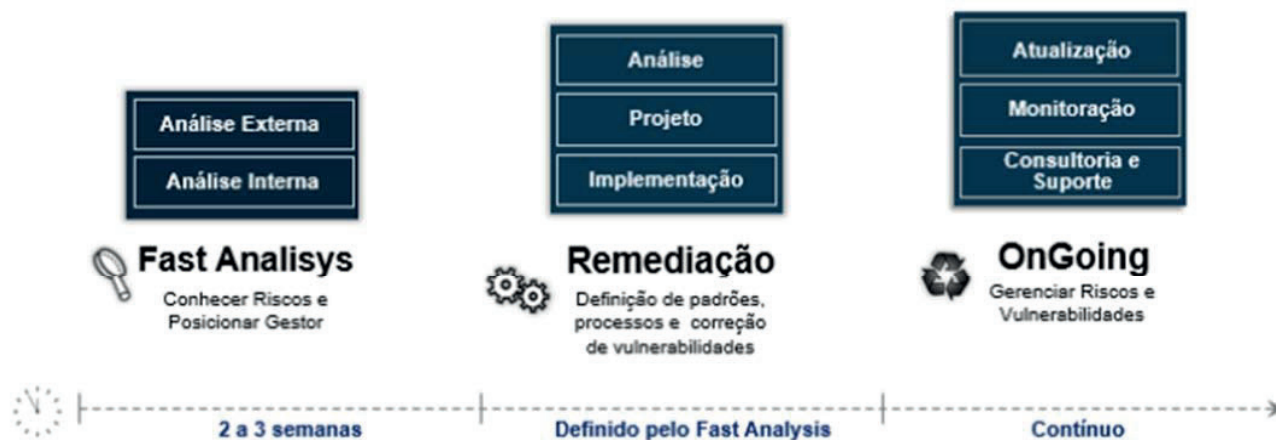 Análise Externa
Análise Interna
Fast Analisys
Conhecer Riscos e
Posicionar Gestor
Análise
Projeto
Implementação
Remediação
Definição de padrões,
processos e correção
de vulnerabilidades
Atualização
Monitoração
Consultoria e
Suporte
OnGoing
Gerenciar Riscos e
Vulnerabilidades
2 a 3 semanas
Definido pelo Fast Analysis
Contínuo